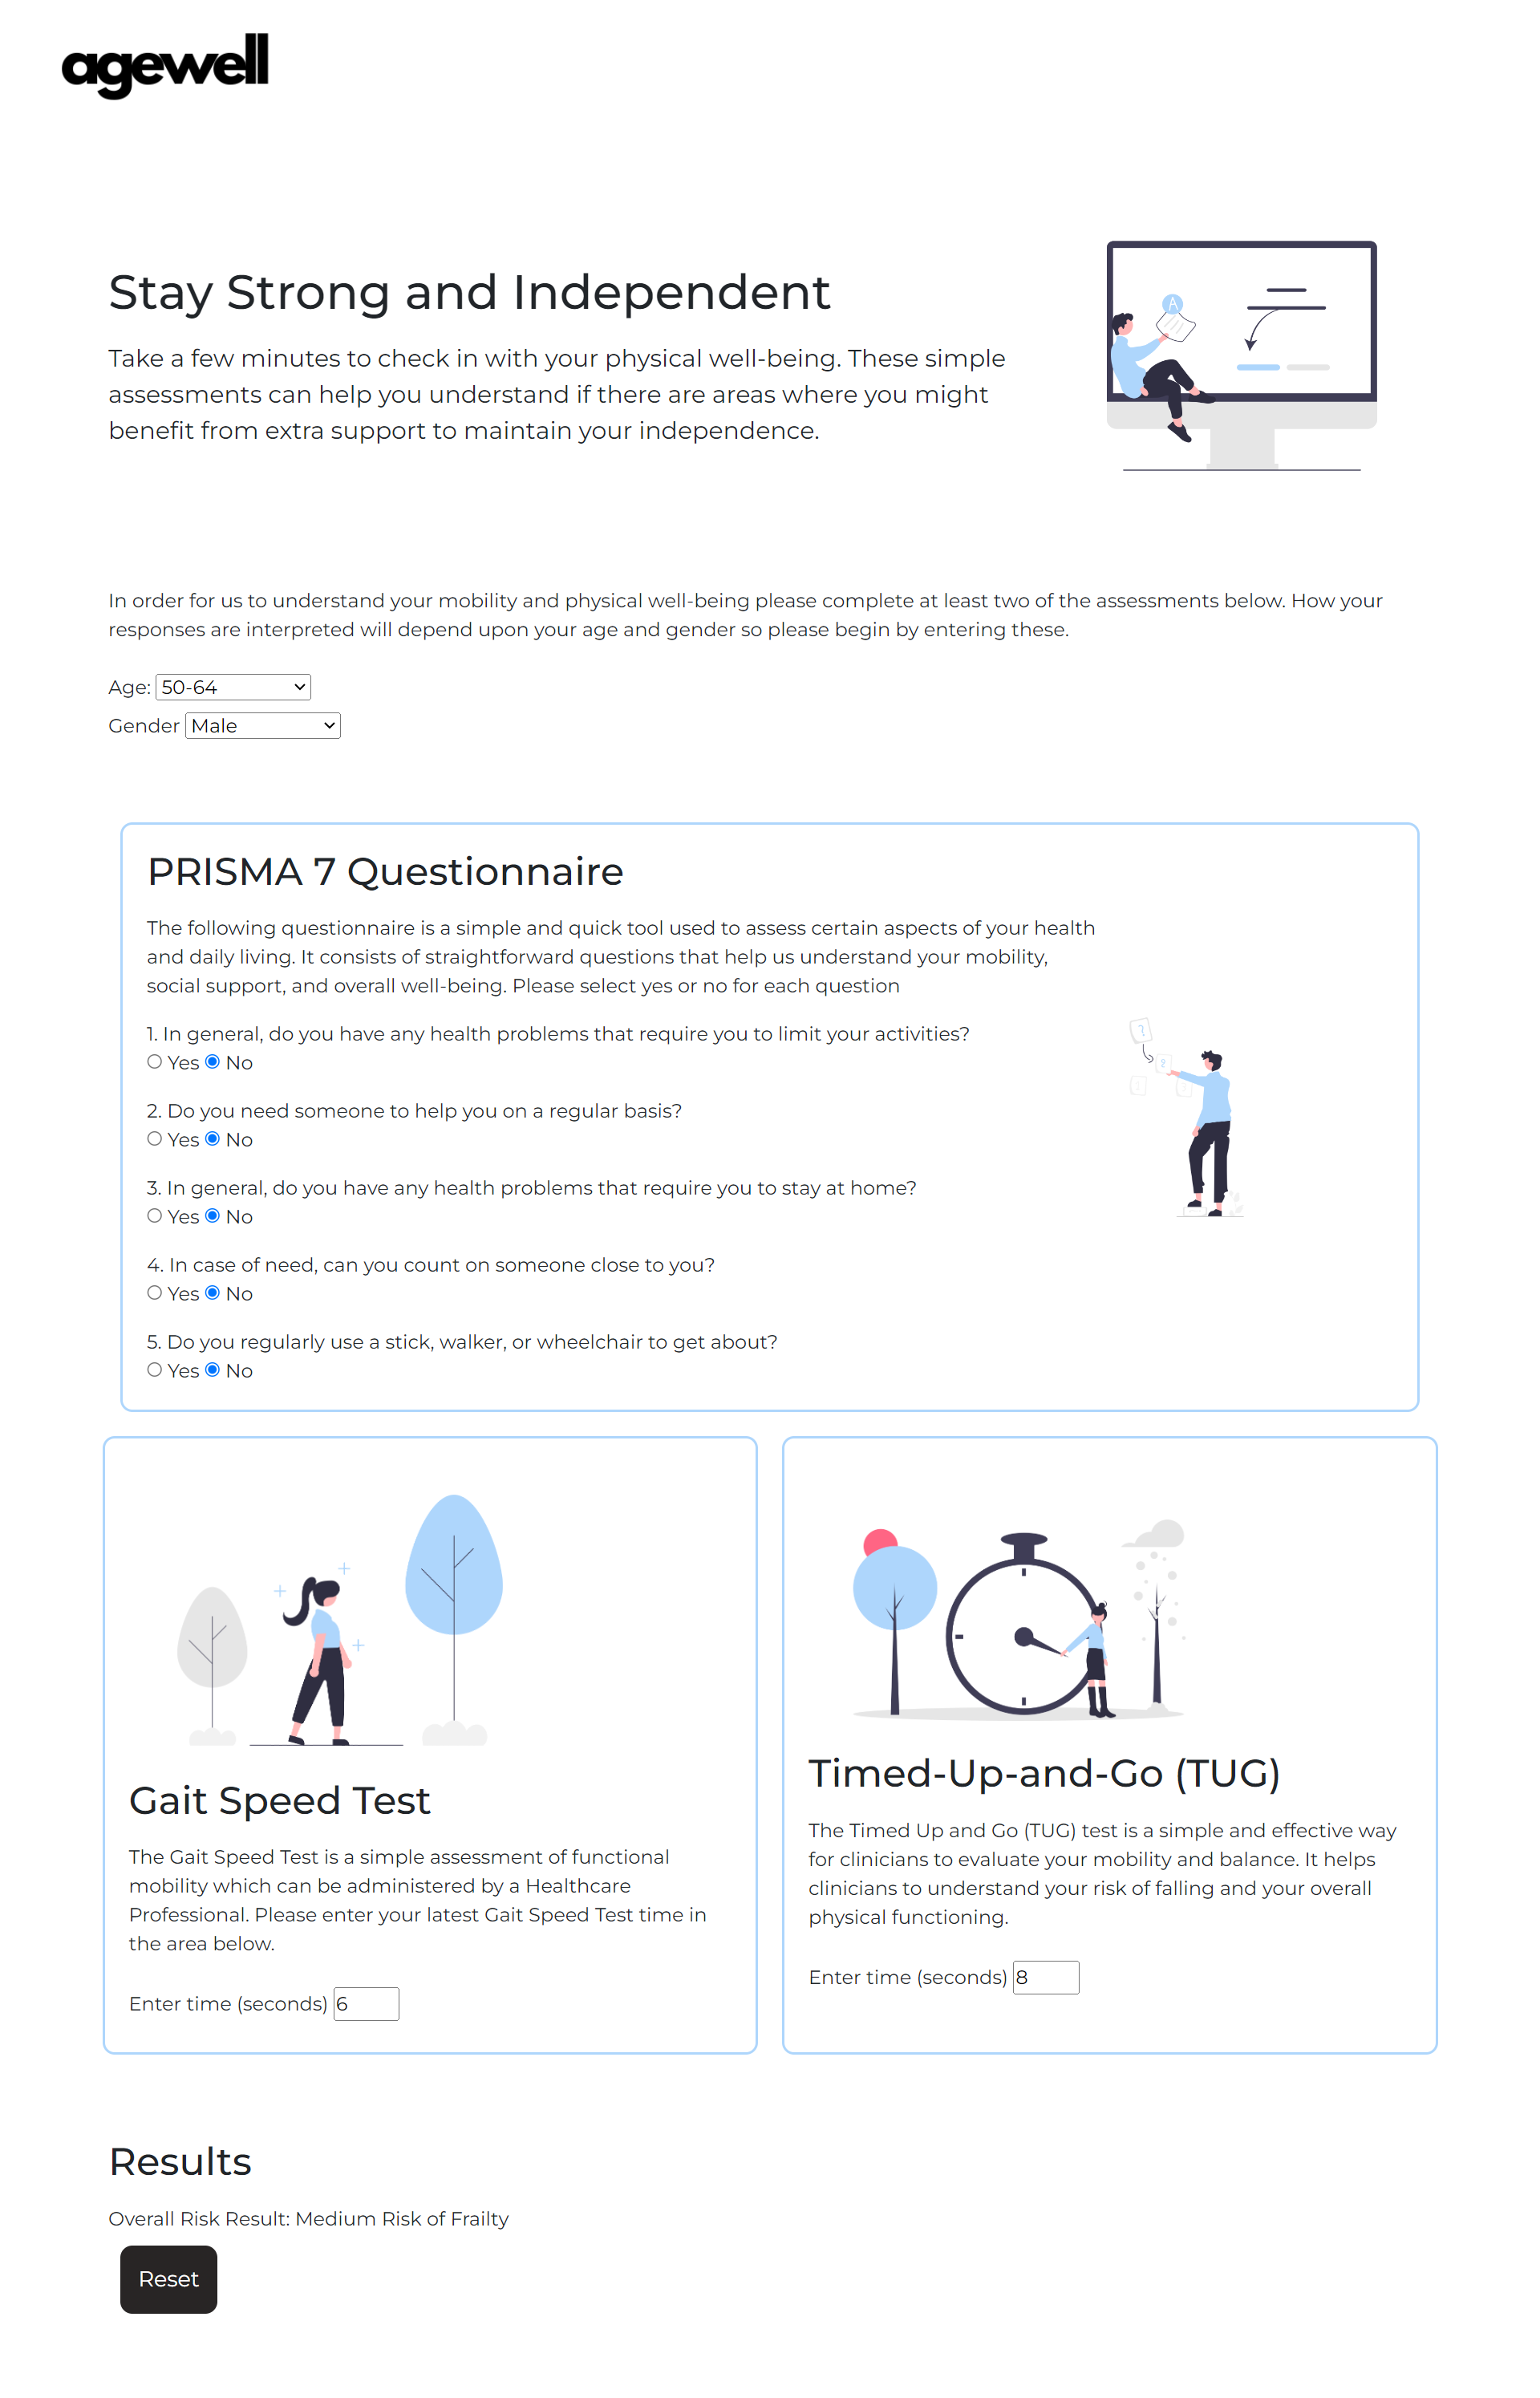 agewell
Stay Strong and Independent
Take a few minutes to check in with your physical well-being. These simple
assessments can help you understand if there are areas where you might
benefit from extra support to maintain your independence.
A
In order for us to understand your mobility and physical well-being please complete at least two of the assessments below. How your
responses are interpreted will depend upon your age and gender so please begin by entering these.
Age: 50-64
Gender Male
PRISMA 7 Questionnaire
The following questionnaire is a simple and quick tool used to assess certain aspects of your health
and daily living. It consists of straightforward questions that help us understand your mobility,
social support, and overall well-being. Please select yes or no for each question
1. In general, do you have any health problems that require you to limit your activities?
Yes No
2. Do you need someone to help you on a regular basis?
Yes No
3. In general, do you have any health problems that require you to stay at home?
Yes No
4. In case of need, can you count on someone close to you?
Yes No
5. Do you regularly use a stick, walker, or wheelchair to get about?
Yes No
? 
?
Gait Speed Test
The Gait Speed Test is a simple assessment of functional
mobility which can be administered by a Healthcare
Professional. Please enter your latest Gait Speed Test time in
the area below.
Enter time (seconds) 6
Timed-Up-and-Go (TUG)
The Timed Up and Go (TUG) test is a simple and effective way
for clinicians to evaluate your mobility and balance. It helps
clinicians to understand your risk of falling and your overall
physical functioning.
Enter time (seconds) 8
Results
Overall Risk Result: Medium Risk of Frailty
Reset